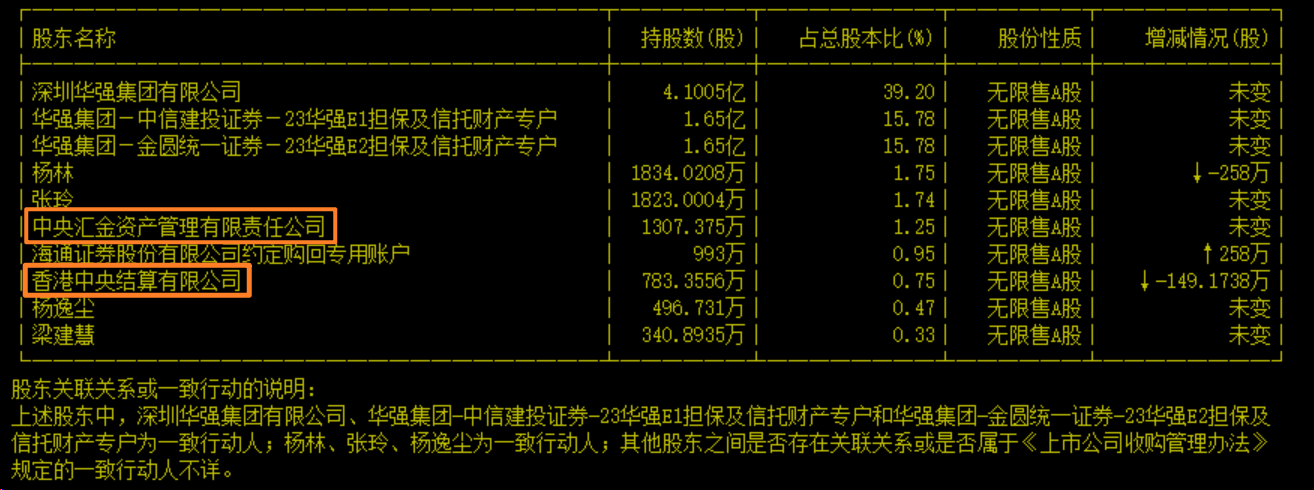 股东名称 持股数(股) 占总股本比(%) 股份性质 增减情况(股)
深圳华强集团有限公司 4.1005亿 39.20 无限售A股 未变
华强集团－中信建投证券－23华强E1担保及信托财产专户 1.65亿 15.78 无限售A股 未变
华强集团－金圆统一证券－23华强E2担保及信托财产专户 1.65亿 15.78 无限售A股 未变
杨林 1834.0208万 1.75 无限售A股 ↓-258万
张玲 1823.0004万 1.74 无限售A股 未变
中央汇金资产管理有限责任公司 1307.375万 1.25 无限售A股 未变
海通证券股份有限公司约定购回专用账户 993万 0.95 无限售A股 ↑258万
香港中央结算有限公司 783.3556万 0.75 无限售A股 ↓-149.1738万
杨逸尘 496.731万 0.47 无限售A股 未变
梁建慧 340.8935万 0.33 无限售A股 未变
股东关联关系或一致行动的说明：
上述股东中，深圳华强集团有限公司、华强集团-中信建投证券-23华强E1担保及信托财产专户和华强集团-金圆统一证券-23华强E2担保及
信托财产专户为一致行动人；杨林、张玲、杨逸尘为一致行动人；其他股东之间是否存在关联关系或是否属于《上市公司收购管理办法》
规定的一致行动人不详。